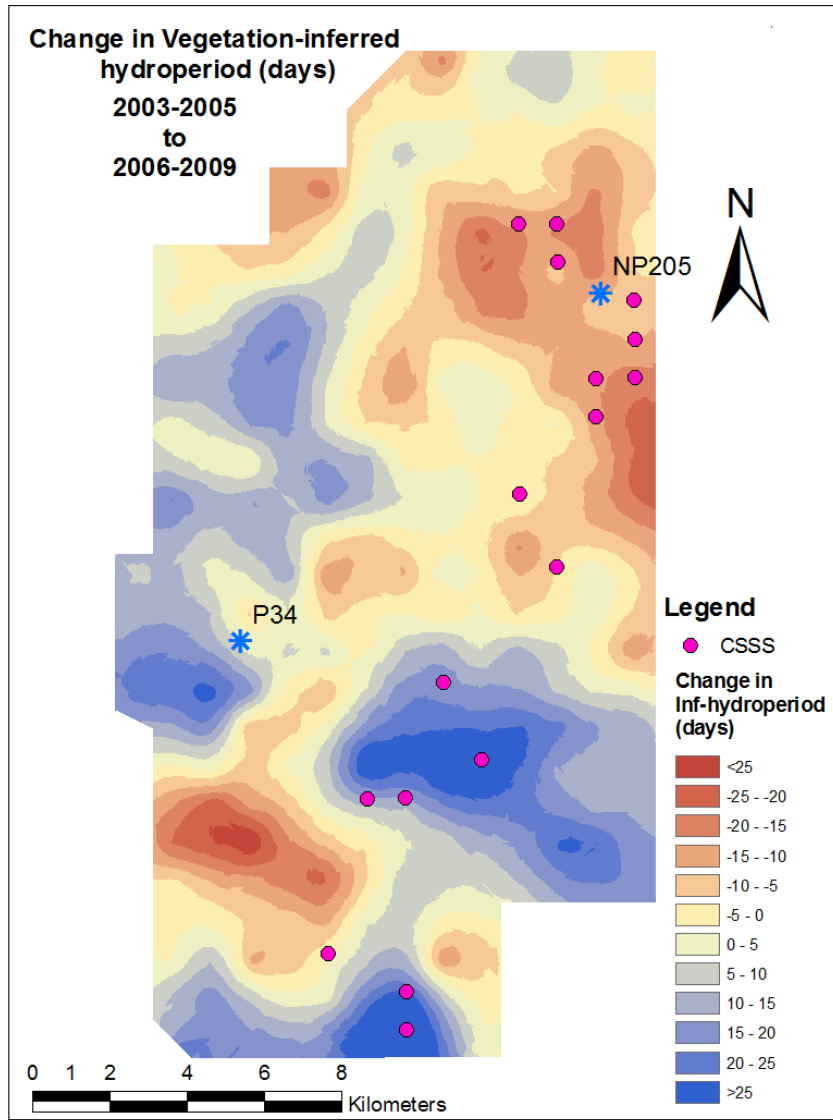 Change in Vegetation-inferred
hydroperiod (days)
2003-2005
to
2006-2009
N
NP205
P34
Legend
CSSS
Change in
Inf-hydroperiod
(days)
<25
-25 - -20
-20 - -15
-15 - -10
-10 - -5
-5 - 0
0 - 5
5 - 10
10 - 15
15 - 20
20 - 25
>25
0 1 2 4 6 8
Kilometers